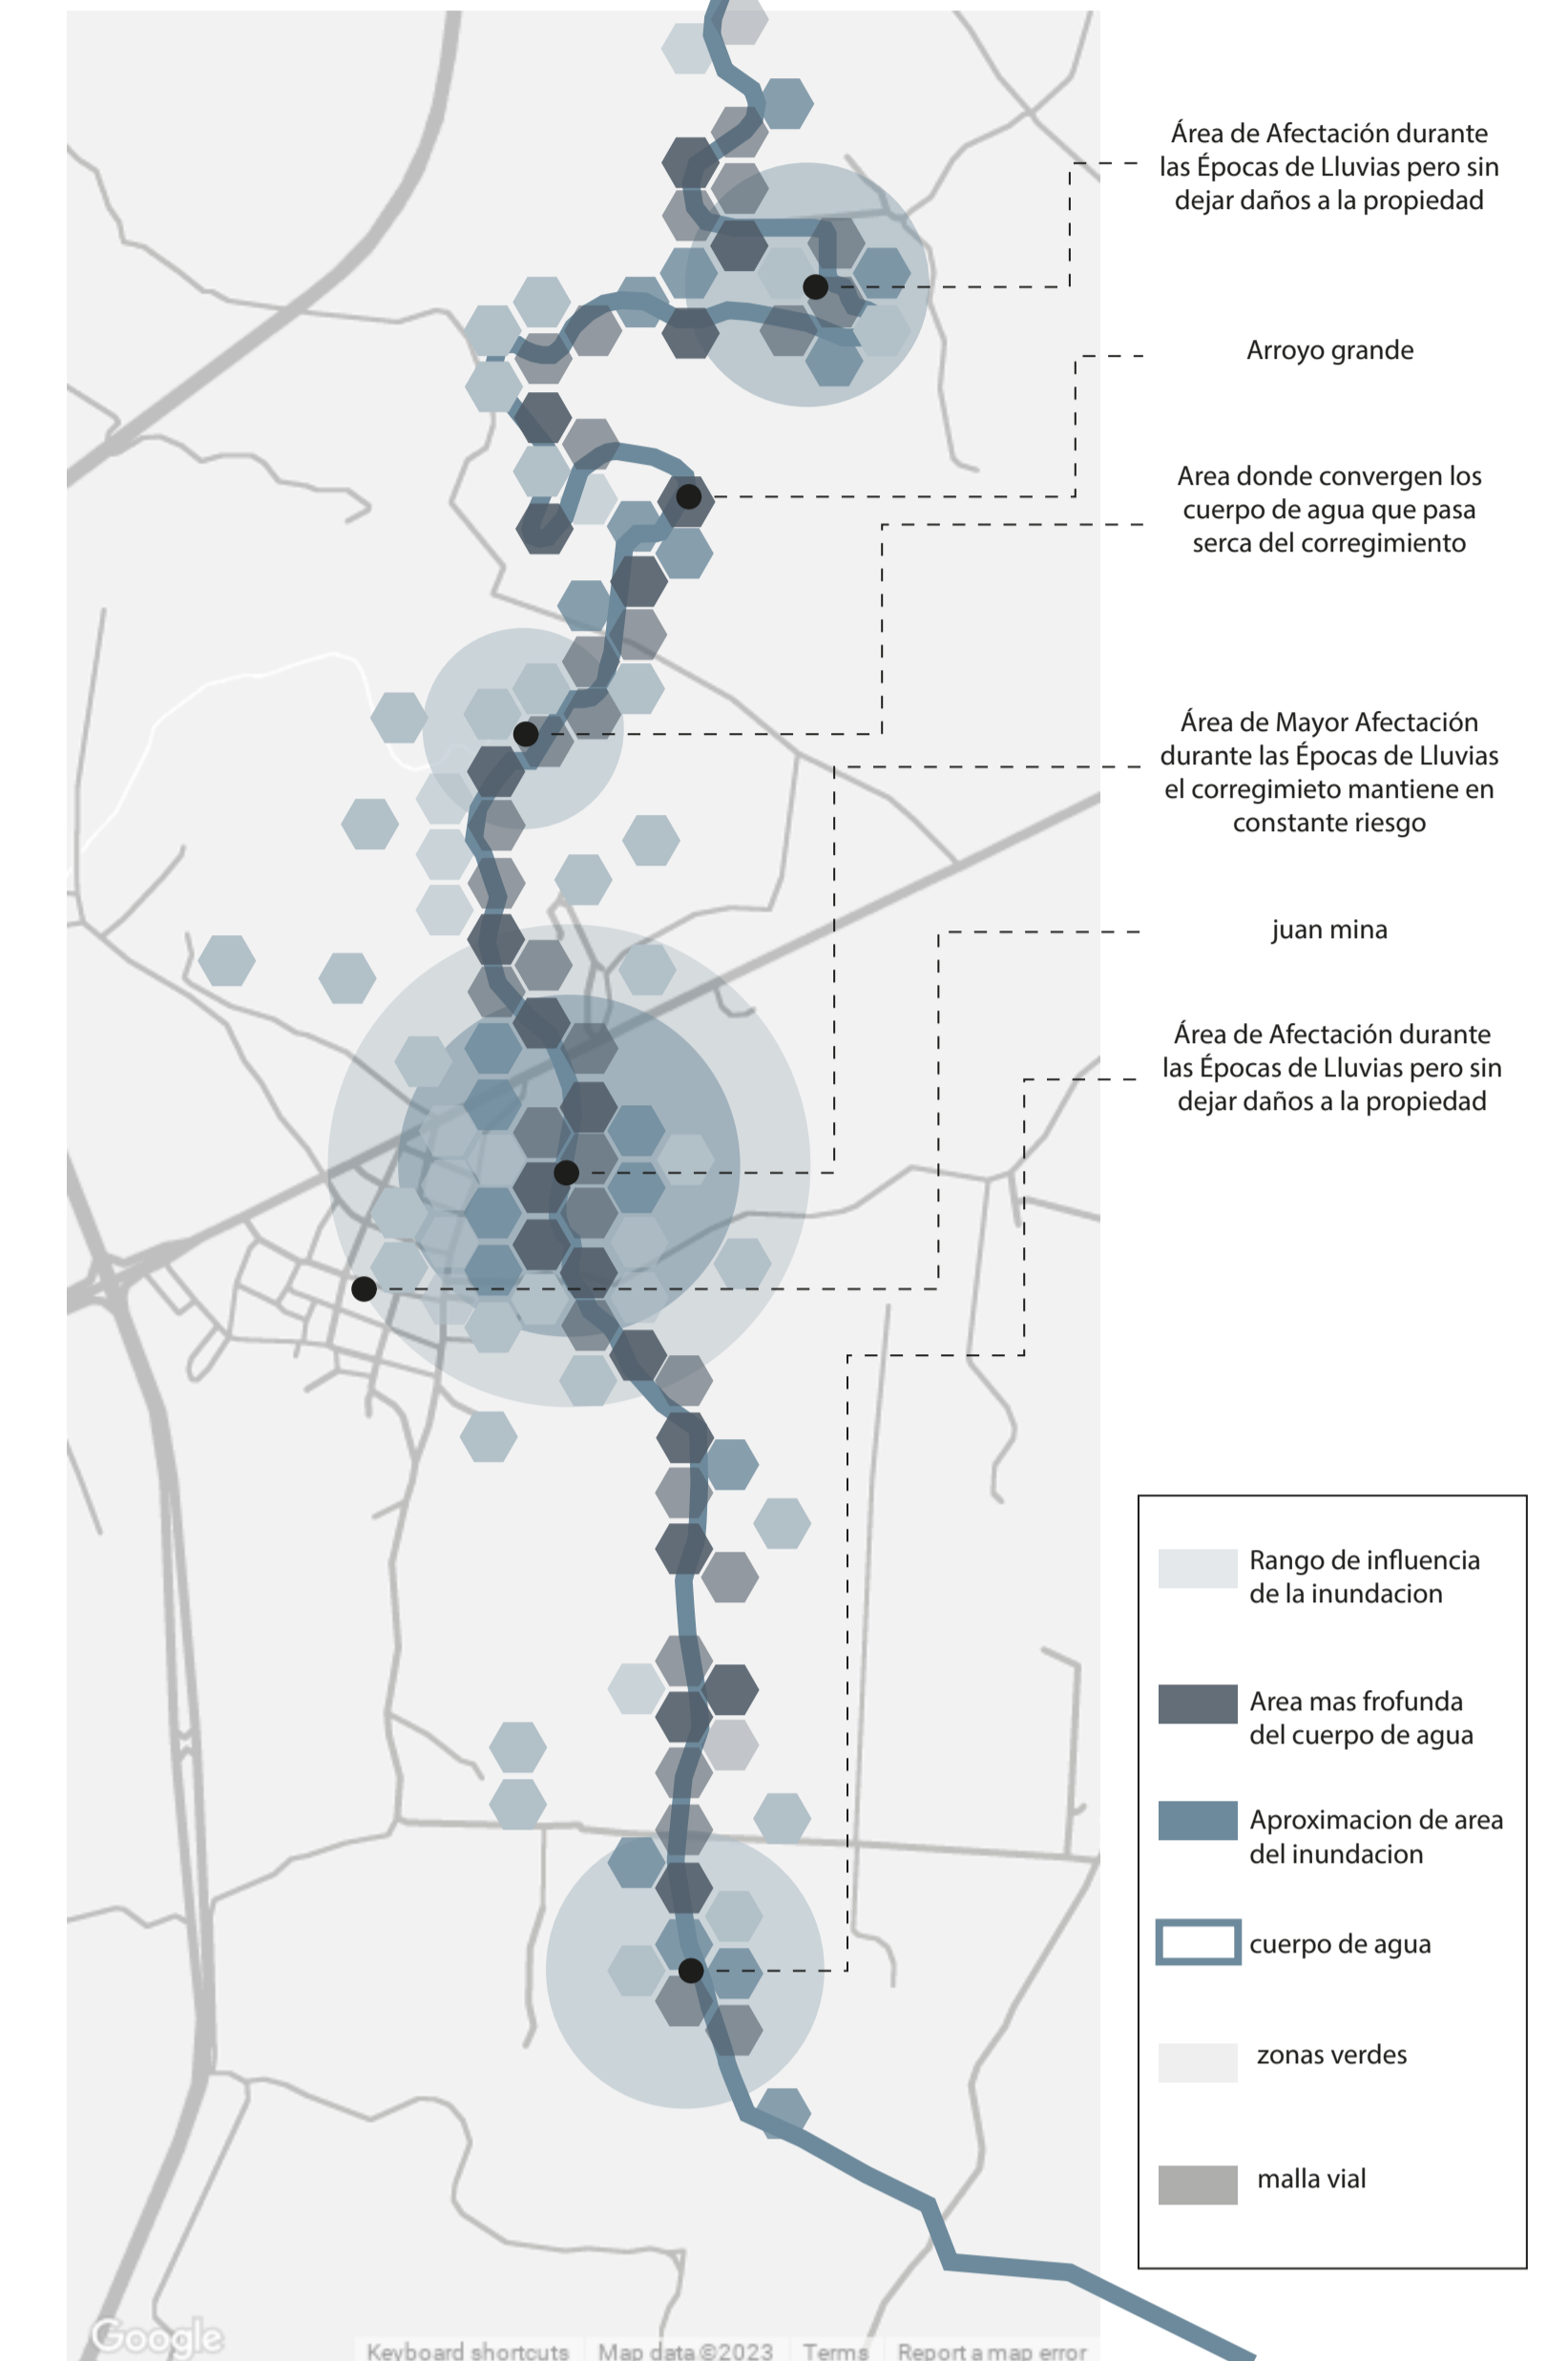 Área de Afectación durante
las Épocas de Lluvias pero sin
dejar daños a la propiedad
Arroyo grande
Area donde convergen los
cuerpo de agua que pasa
serca del corregimiento
Área de Mayor Afectación
durante las Épocas de Lluvias
el corregimieto mantiene en
constante riesgo
juan mina
Área de Afectación durante
las Épocas de Lluvias pero sin
dejar daños a la propiedad
Rango de influencia
de la inundacion
Area mas frofunda
del cuerpo de agua
Aproximacion de area
del inundacion
cuerpo de agua
zonas verdes
malla vial
Google
Keyboard shortcuts Map data ©2023 Terms Report a map error